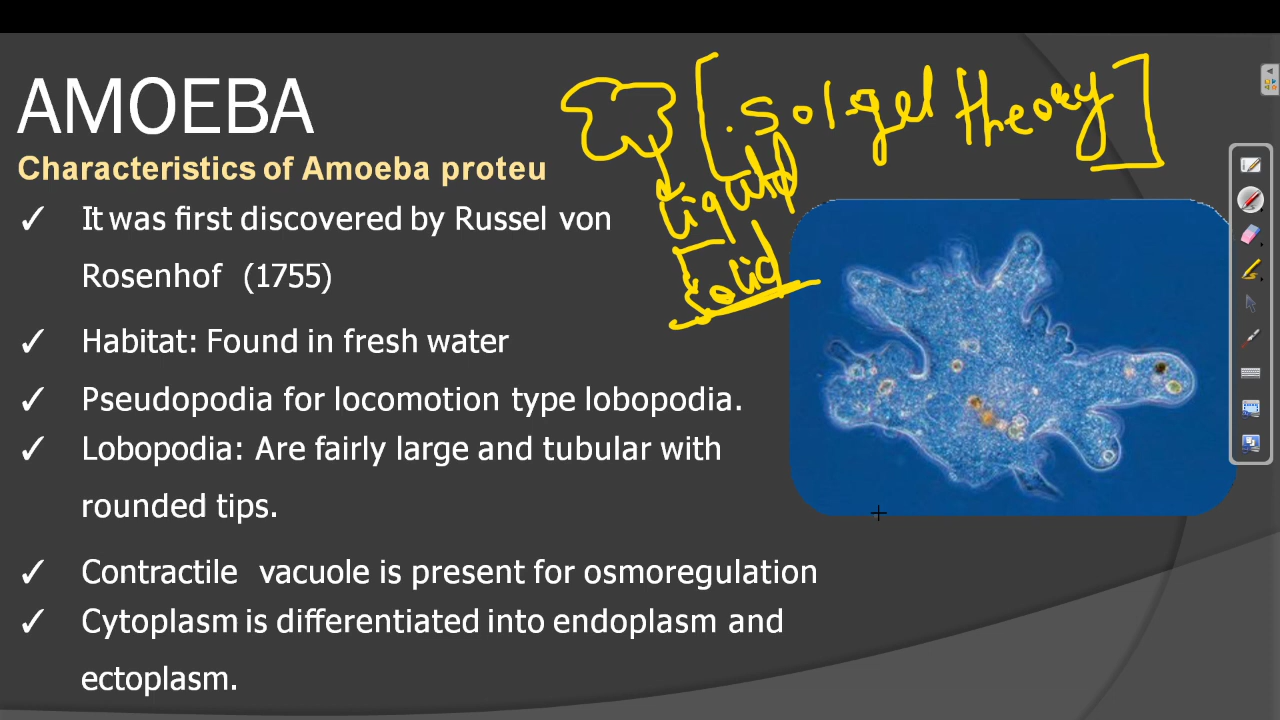 AMOEBA
[sol-gel theory]
Characteristics of Amoeba proteu
liquid
solid
✓ It was first discovered by Russel von
Rosenhof (1755)
✓ Habitat: Found in fresh water
✓ Pseudopodia for locomotion type lobopodia.
✓ Lobopodia: Are fairly large and tubular with
rounded tips.
✓ Contractile vacuole is present for osmoregulation
✓ Cytoplasm is differentiated into endoplasm and
ectoplasm.